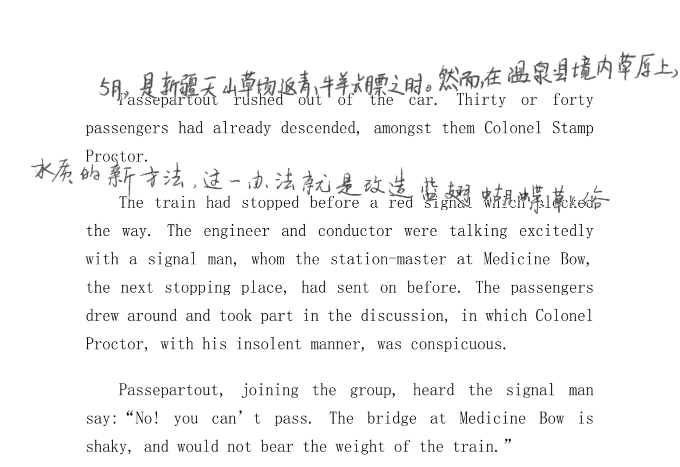 5月,是新疆天山草场返青,牛羊长膘之时。然而,在温泉县境内草原上,
Passepartout rushed out of the car. Thirty or forty
passengers had already descended, amongst them Colonel Stamp
Proctor.
水质的新方法,这一办法就是改造蓝翅蝴蝶草(俗
The train had stopped before a red signal which blocked
the way. The engineer and conductor were talking excitedly
with a signal man, whom the station-master at Medicine Bow,
the next stopping place, had sent on before. The passengers
drew around and took part in the discussion, in which Colonel
Proctor, with his insolent manner, was conspicuous.
Passepartout, joining the group, heard the signal man
say:“No! you can’t pass. The bridge at Medicine Bow is
shaky, and would not bear the weight of the train.”